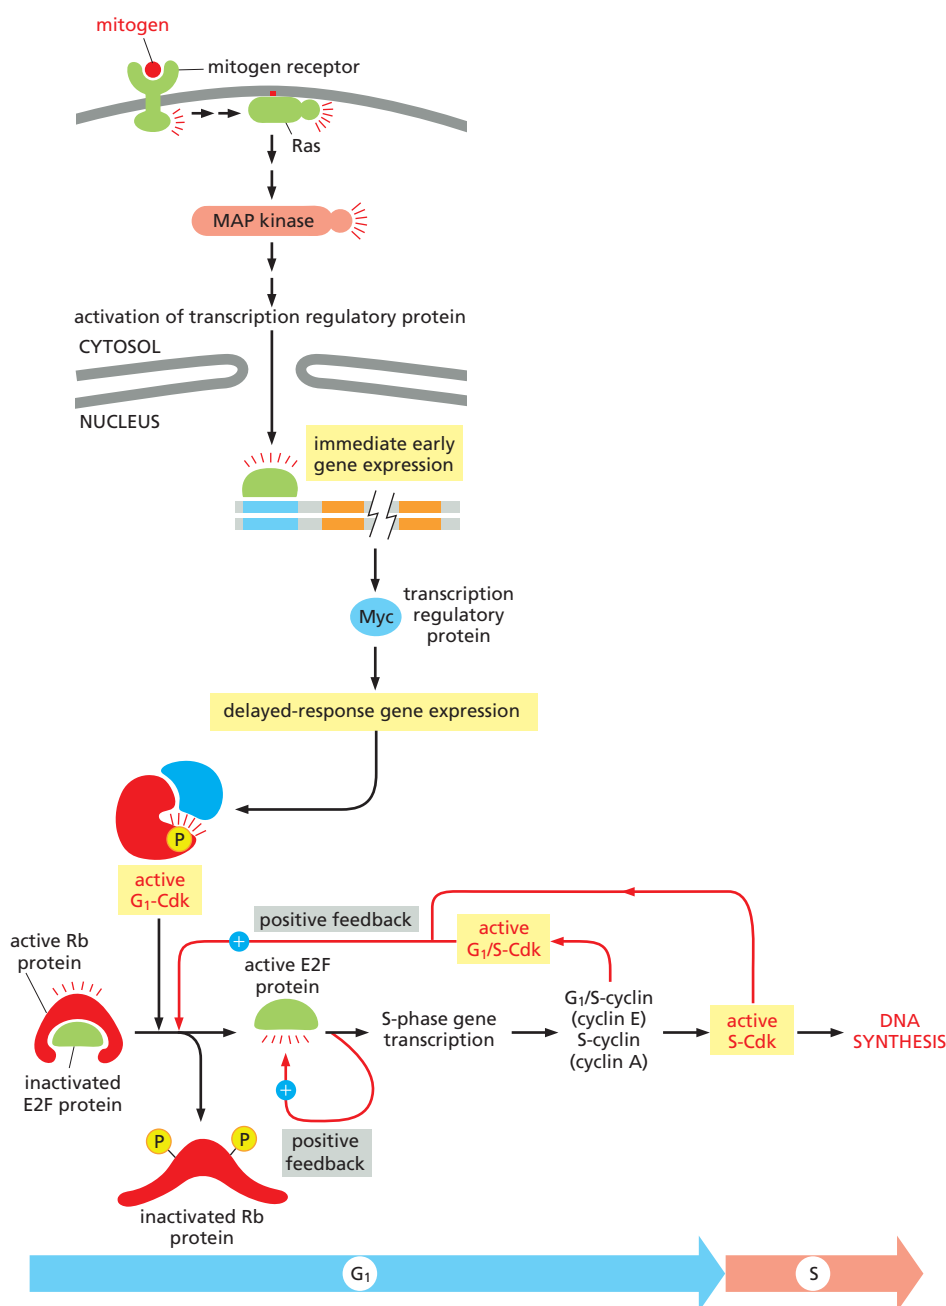 mitogen
mitogen receptor
Ras
MAP kinase
activation of transcription regulatory protein
CYTOSOL
NUCLEUS
immediate early
gene expression
transcription
regulatory
protein
Myc
delayed-response gene expression
P
active
G₁-Cdk
positive feedback
+
active
G₁/S-Cdk
active Rb
protein
active E2F
protein
inactivated
E2F protein
S-phase gene
transcription
G₁/S-cyclin
(cyclin E)
S-cyclin
(cyclin A)
active
S-Cdk
DNA
SYNTHESIS
+
positive
feedback
P
P
inactivated Rb
protein
G₁
S